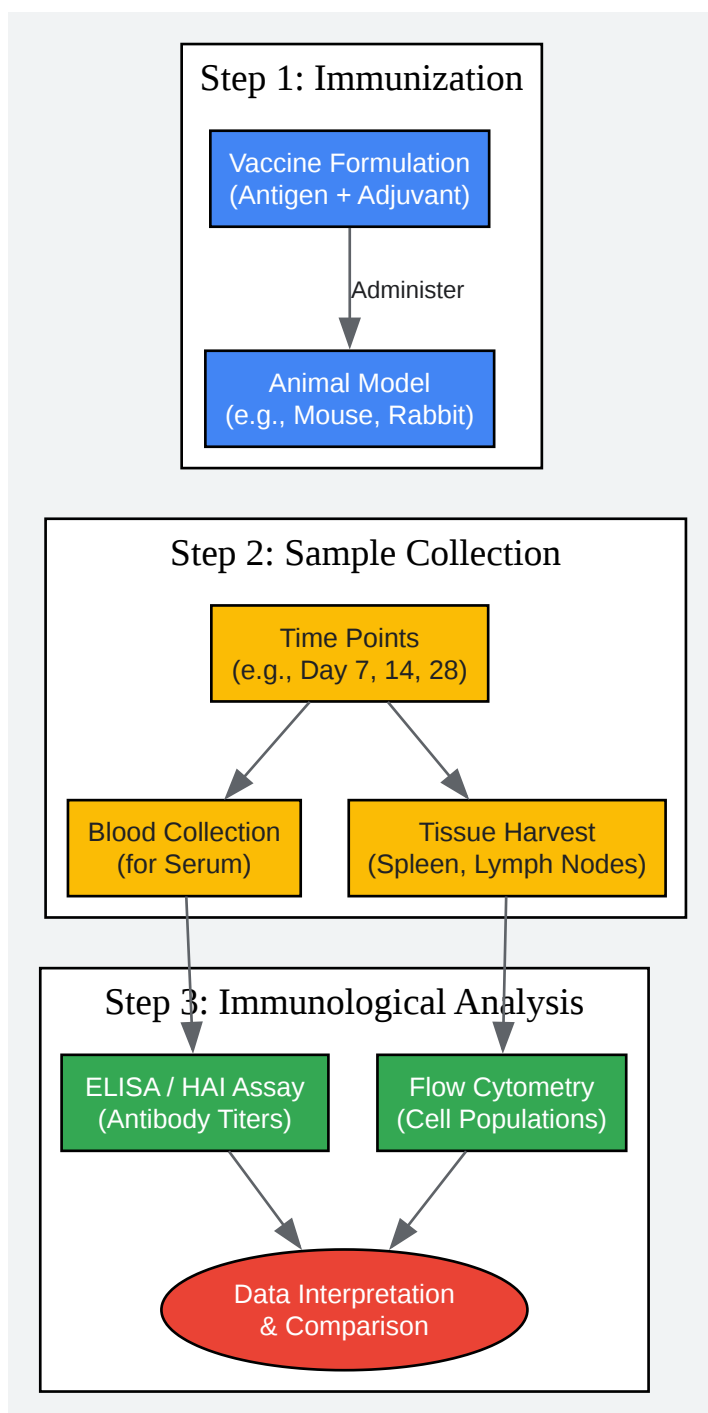 Step 1: Immunization
Vaccine Formulation
(Antigen + Adjuvant)
Administer
Animal Model
(e.g., Mouse, Rabbit)
Step 2: Sample Collection
Time Points
(e.g., Day 7, 14, 28)
Blood Collection
(for Serum)
Tissue Harvest
(Spleen, Lymph Nodes)
Step 3: Immunological Analysis
ELISA / HAI Assay
(Antibody Titers)
Flow Cytometry
(Cell Populations)
Data Interpretation
& Comparison